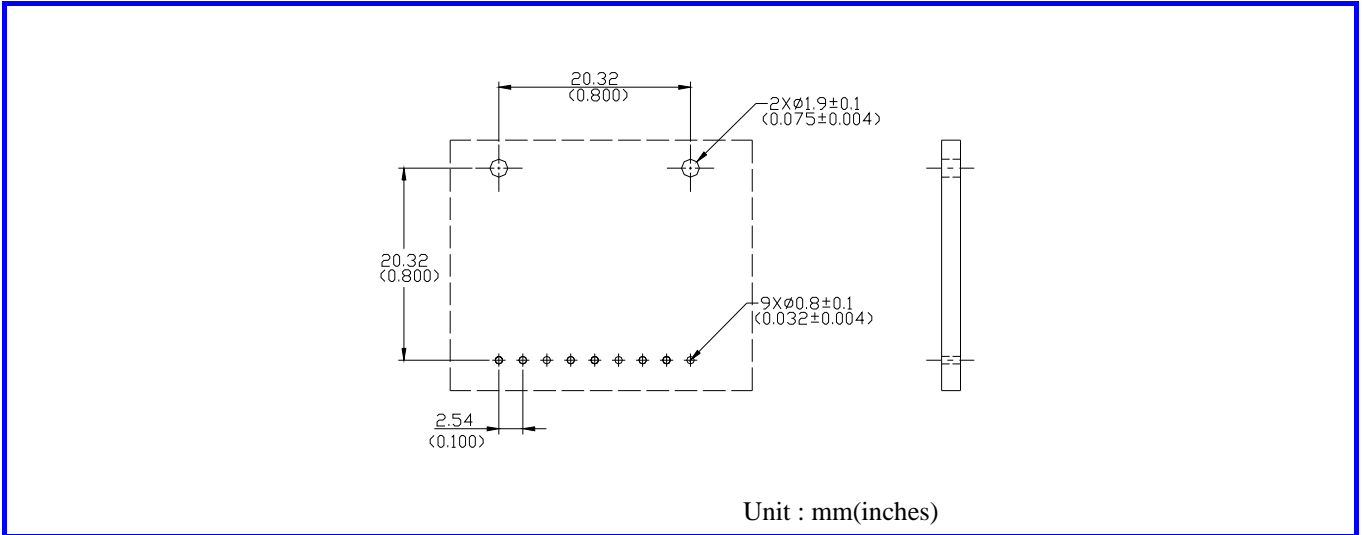 20.32
(0.800)
2XØ1.9±0.1
(0.075±0.004)
20.32
(0.800)
9XØ0.8±0.1
(0.032±0.004)
2.54
(0.100)
Unit : mm(inches)